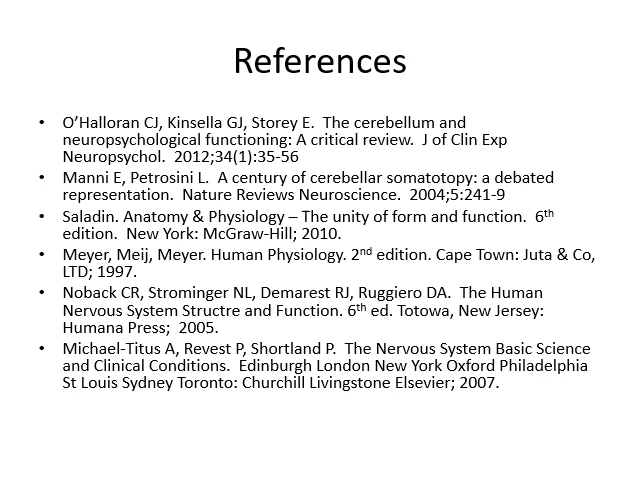 References
• O’Halloran CJ, Kinsella GJ, Storey E.  The cerebellum and
neuropsychological functioning: A critical review.  J of Clin Exp
Neuropsychol.  2012;34(1):35-56
• Manni E, Petrosini L.  A century of cerebellar somatotopy: a debated
representation.  Nature Reviews Neuroscience.  2004;5:241-9
• Saladin. Anatomy & Physiology – The unity of form and function.  6th
edition.  New York: McGraw-Hill; 2010.
• Meyer, Meij, Meyer. Human Physiology. 2nd edition. Cape Town: Juta & Co,
LTD; 1997.
• Noback CR, Strominger NL, Demarest RJ, Ruggiero DA.  The Human
Nervous System Structre and Function. 6th ed. Totowa, New Jersey:
Humana Press;  2005.
• Michael-Titus A, Revest P, Shortland P.  The Nervous System Basic Science
and Clinical Conditions.  Edinburgh London New York Oxford Philadelphia
St Louis Sydney Toronto: Churchill Livingstone Elsevier; 2007.